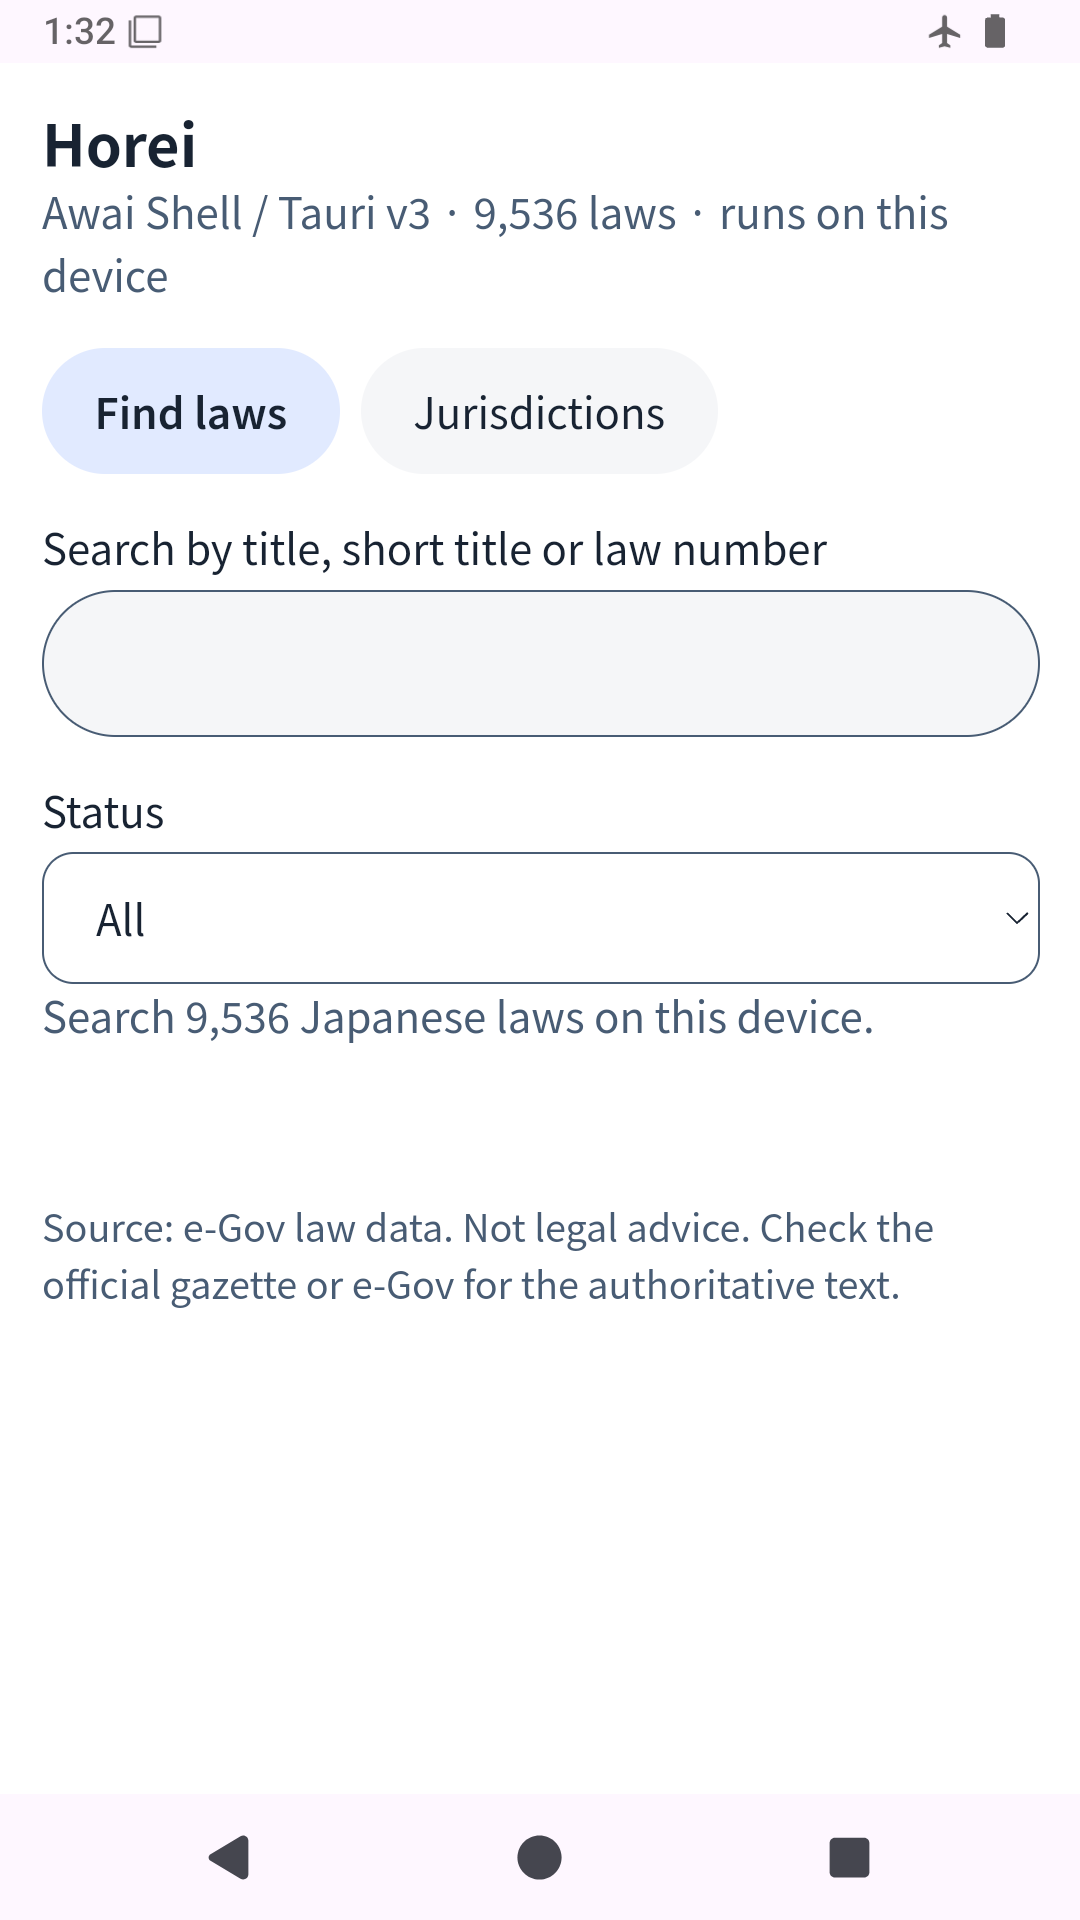 1:32
Horei
Awai Shell / Tauri v3 · 9,536 laws · runs on this
device
Find laws
Jurisdictions
Search by title, short title or law number
Status
All
Search 9,536 Japanese laws on this device.
Source: e-Gov law data. Not legal advice. Check the
official gazette or e-Gov for the authoritative text.